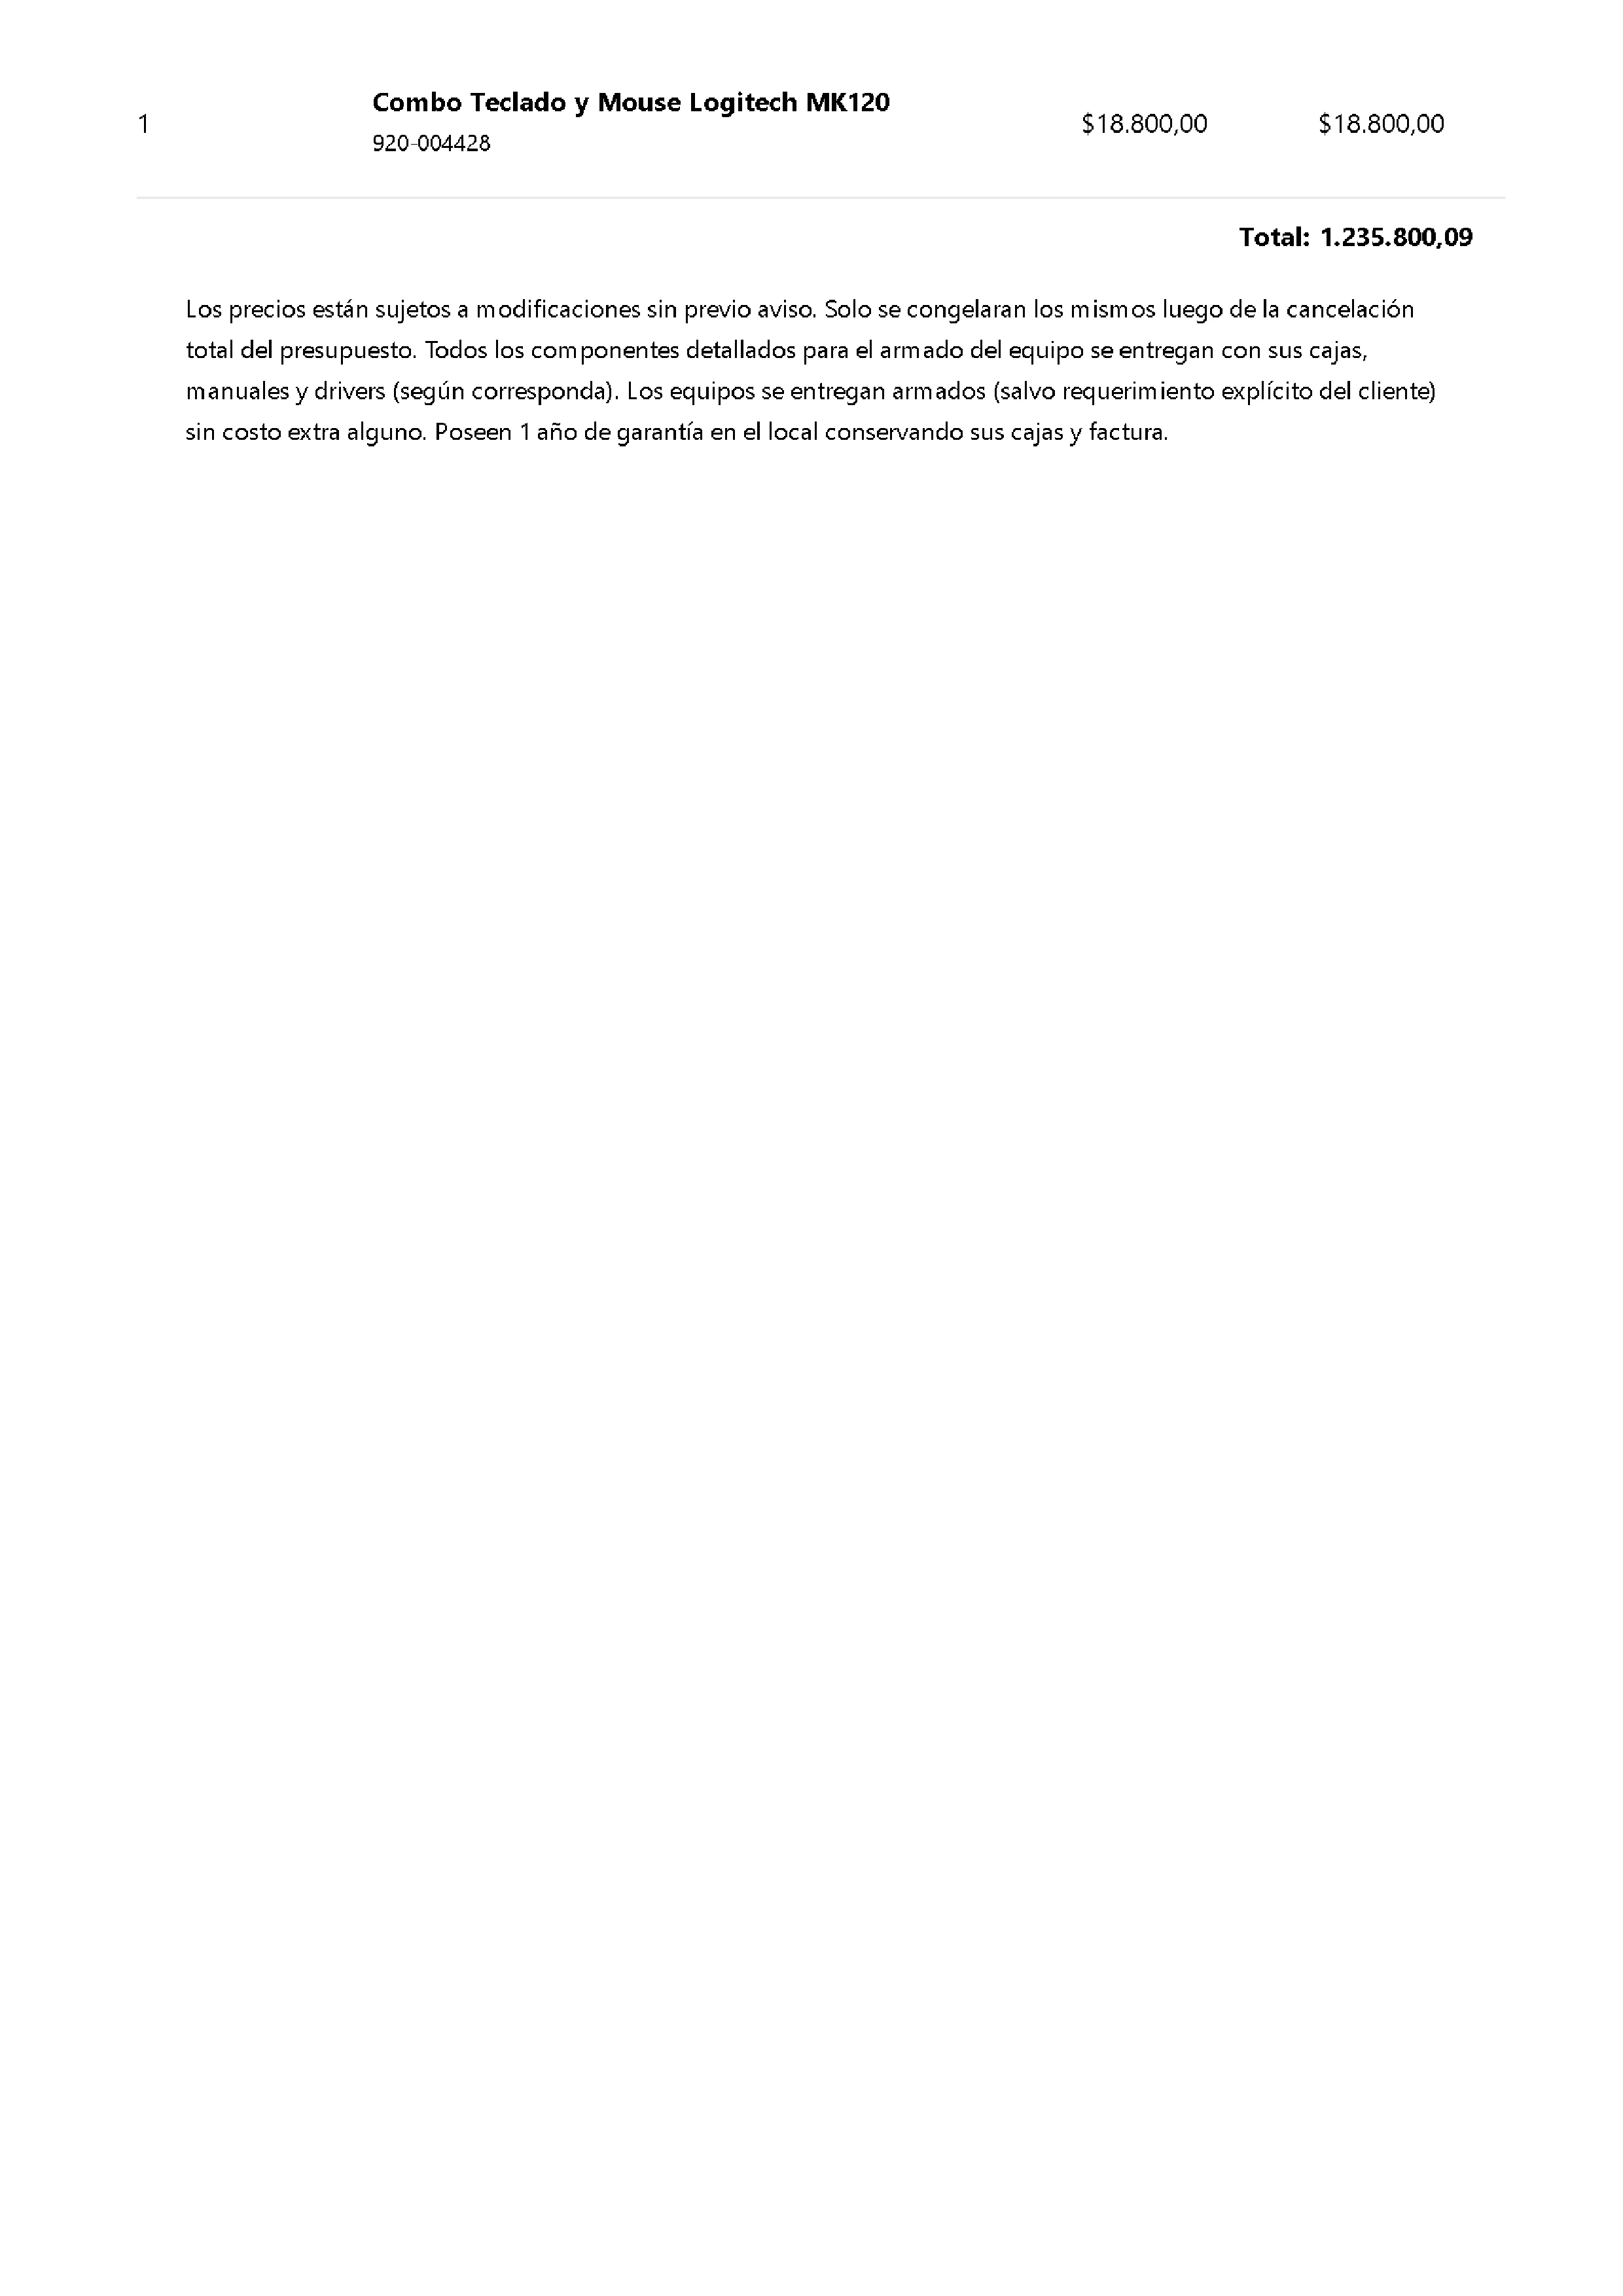 Combo Teclado y Mouse Logitech MK120
1 $18.800,00 $18.800,00
920-004428
Total: 1.235.800,09
Los precios están sujetos a modificaciones sin previo aviso. Solo se congelaran los mismos luego de la cancelación
total del presupuesto. Todos los componentes detallados para el armado del equipo se entregan con sus cajas,
manuales y drivers (según corresponda). Los equipos se entregan armados (salvo requerimiento explícito del cliente)
sin costo extra alguno. Poseen 1 año de garantía en el local conservando sus cajas y factura.